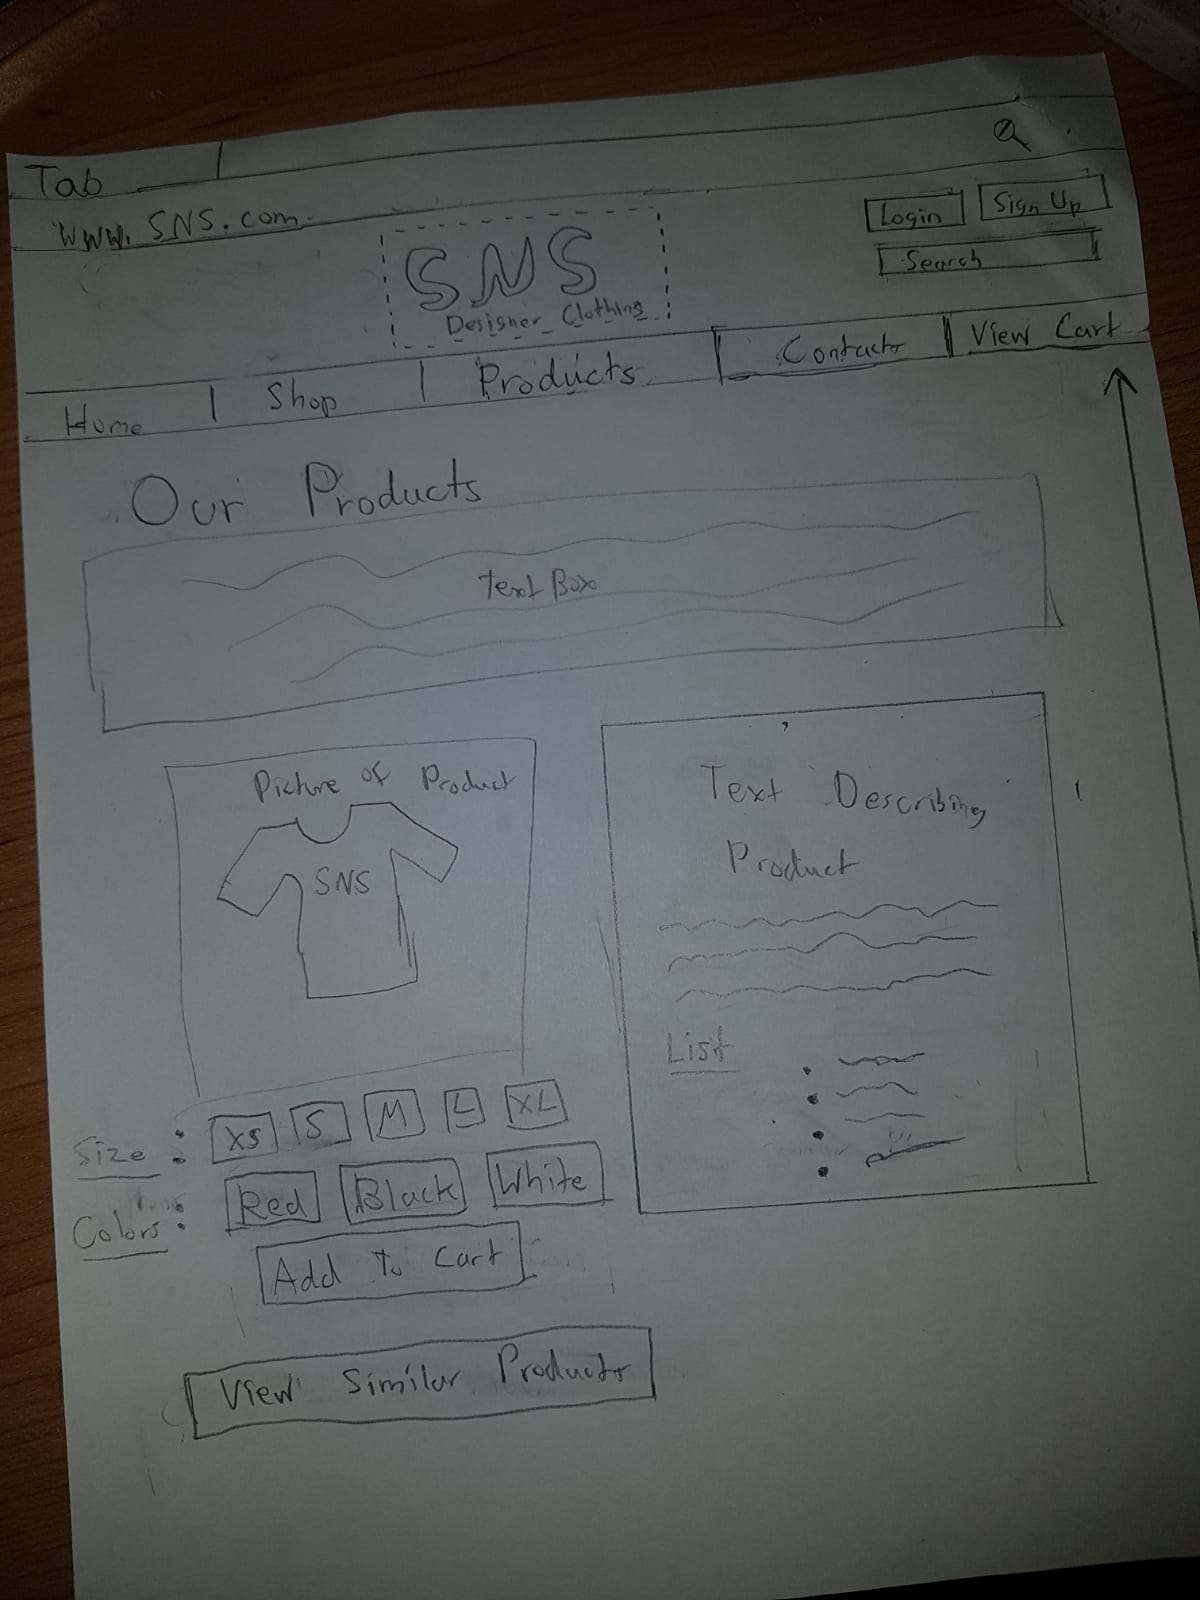 Tab
www.SNS.com
Login
Sign Up
Search
SNS
Designer Clothing
Home | Shop | Products | Contacts | View Cart
Our Products
Text Box
Picture of Product
SNS
Text Describing
Product
List
Size : XS S M L XL
Colors : Red Black White
Add To Cart
View Similar Products